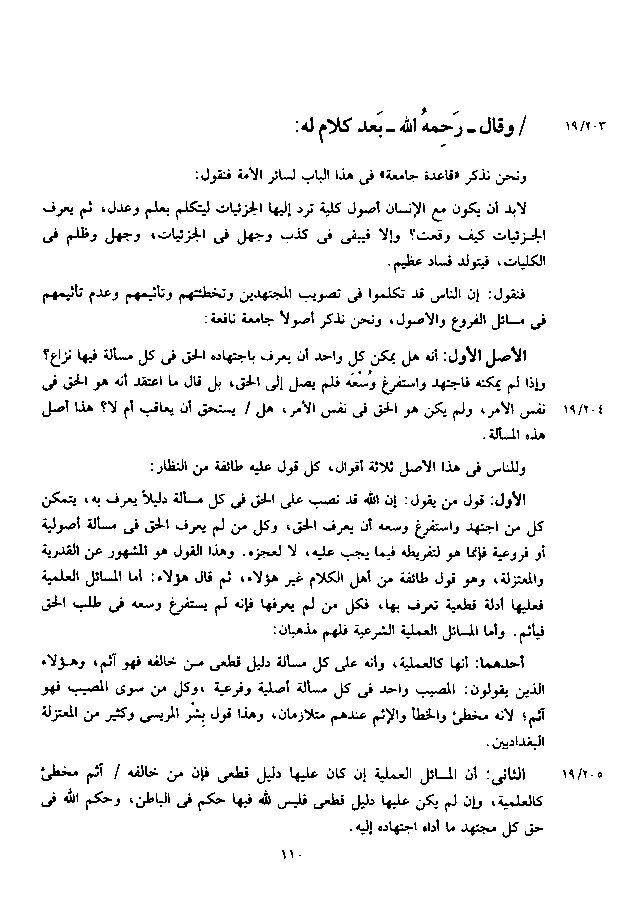 ١٩/٢٠٣ / وقال ـ رَحِمهُ الله ـ بَعد كلام له:
ونحن نذكر «قاعدة جامعة» فى هذا الباب لسائر الأمة فنقول:
لابد أن يكون مع الإنسان أصول كلية ترد إليها الجزئيات ليتكلم بعلم وعدل، ثم يعرف
الجزئيات كيف وقعت؟ وإلا فيبقى فى كذب وجهل فى الجزئيات، وجهل وظلم فى
الكليات، فيتولد فساد عظيم.
فنقول: إن الناس قد تكلموا فى تصويب المجتهدين وتخطئتهم وتأثيمهم وعدم تأثيمهم
فى مسائل الفروع والأصول، ونحن نذكر أصولاً جامعة نافعة:
الأصل الأول: أنه هل يمكن كل واحد أن يعرف باجتهاده الحق فى كل مسألة فيها نزاع؟
وإذا لم يمكنه فاجتهد واستفرغ وُسْعَه فلم يصل إلى الحق، بل قال ما اعتقد أنه هو الحق فى
١٩/٢٠٤ نفس الأمر، ولم يكن هو الحق فى نفس الأمر، هل / يستحق أن يعاقب أم لا؟ هذا أصل
هذه المسألة.
وللناس فى هذا الأصل ثلاثة أقوال، كل قول عليه طائفة من النظار:
الأول: قول من يقول: إن الله قد نصب على الحق فى كل مسألة دليلاً يعرف به، يتمكن
كل من اجتهد واستفرغ وسعه أن يعرف الحق، وكل من لم يعرف الحق فى مسألة أصولية
أو فروعية فإنما هو لتفريطه فيما يجب عليه، لا لعجزه. وهذا القول هو المشهور عن القدرية
والمعتزلة، وهو قول طائفة من أهل الكلام غير هؤلاء، ثم قال هؤلاء: أما المسائل العلمية
فعليها أدلة قطعية تعرف بها، فكل من لم يعرفها فإنه لم يستفرغ وسعه فى طلب الحق
فيأثم. وأما المسائل العملية الشرعية فلهم مذهبان:
أحدهما: أنها كالعملية، وأنه على كل مسألة دليل قطعى من خالفه فهو آثم، وهؤلاء
الذين يقولون: المصيب واحد فى كل مسألة أصلية وفرعية ،وكل من سوى المصيب فهو
آثم؛ لأنه مخطئ والخطأ والإثم عندهم متلازمان، وهذا قول بِشْر المريسي وكثير من المعتزلة
البغداديين.
١٩/٢٠٥ الثانى: أن المسائل العملية إن كان عليها دليل قطعى فإن من خالفه / آثم مخطئ
كالعلمية، وإن لم يكن عليها دليل قطعى فليس لله فيها حكم فى الباطن، وحكم الله فى
حق كل مجتهد ما أداه اجتهاده إليه.
١١٠